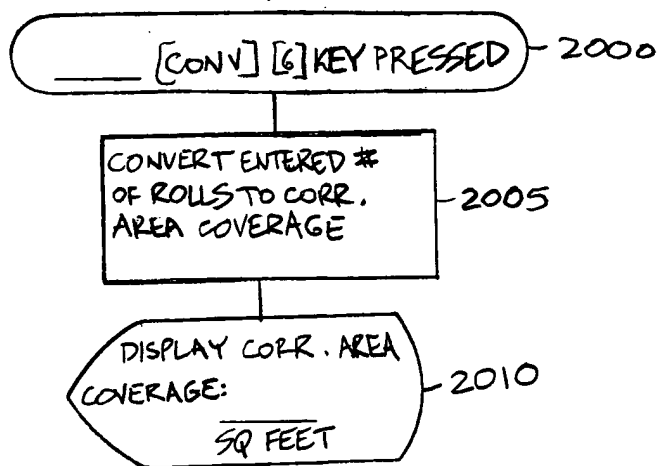 ____ [CONV] [6] KEY PRESSED 2000
CONVERT ENTERED #
OF ROLLS TO CORR.
AREA COVERAGE
2005
DISPLAY CORR. AREA
COVERAGE:
2010
____
SQ FEET